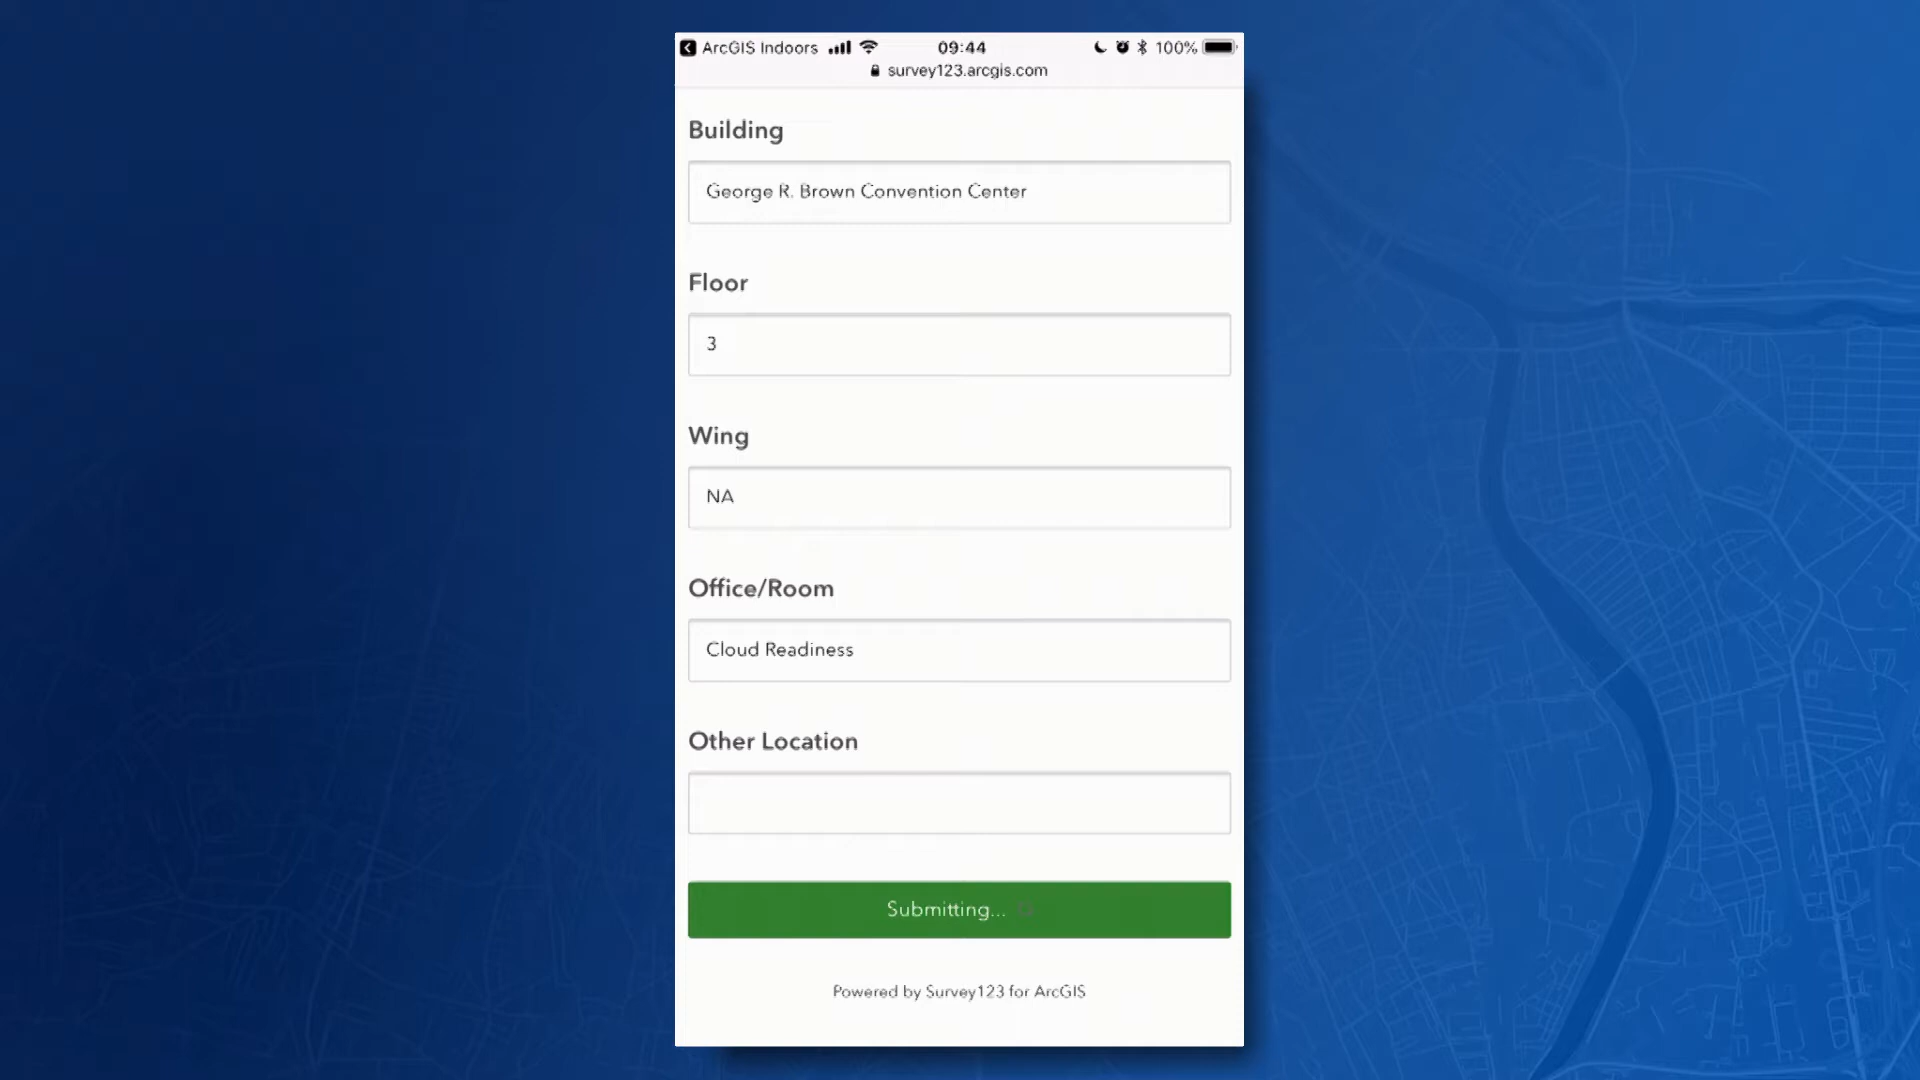 ArcGIS Indoors 09:44 100%
survey123.arcgis.com
Building
George R. Brown Convention Center
Floor
3
Wing
NA
Office/Room
Cloud Readiness
Other Location
Submitting...
Powered by Survey123 for ArcGIS